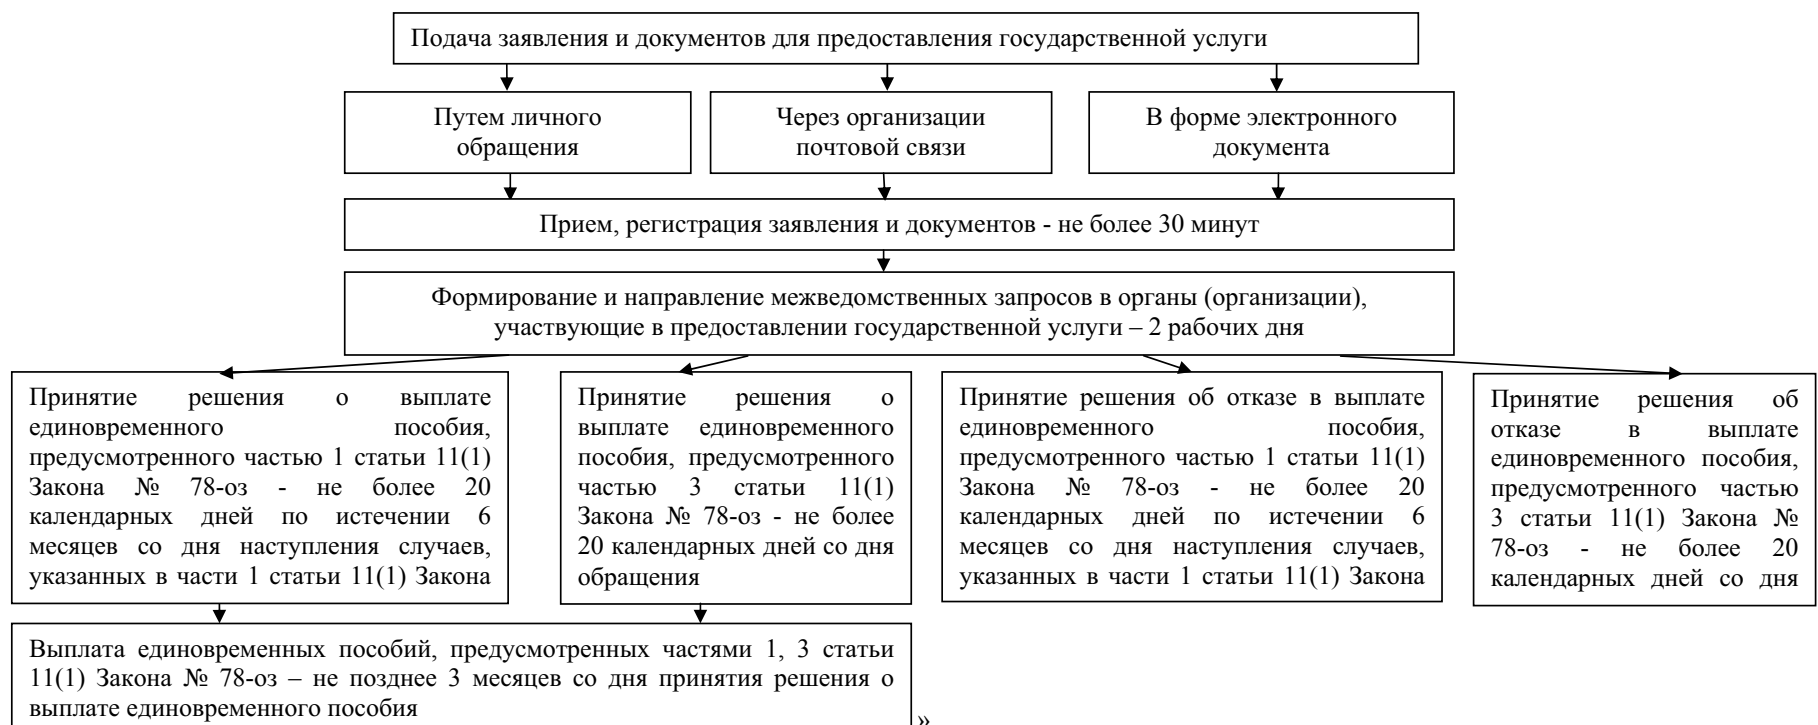 Подача заявления и документов для предоставления государственной услуги
Путем личного
обращения
Через организации
почтовой связи
В форме электронного
документа
Прием, регистрация заявления и документов - не более 30 минут
Формирование и направление межведомственных запросов в органы (организации),
участвующие в предоставлении государственной услуги – 2 рабочих дня
Принятие решения о выплате
единовременного пособия,
предусмотренного частью 1 статьи 11(1)
Закона № 78-оз - не более 20
календарных дней по истечении 6
месяцев со дня наступления случаев,
указанных в части 1 статьи 11(1) Закона
Принятие решения о
выплате единовременного
пособия, предусмотренного
частью 3 статьи 11(1)
Закона № 78-оз - не более
20 календарных дней со дня
обращения
Принятие решения об отказе в выплате
единовременного пособия,
предусмотренного частью 1 статьи 11(1)
Закона № 78-оз - не более 20
календарных дней по истечении 6
месяцев со дня наступления случаев,
указанных в части 1 статьи 11(1) Закона
Принятие решения об
отказе в выплате
единовременного пособия,
предусмотренного частью
3 статьи 11(1) Закона №
78-оз - не более 20
календарных дней со дня
Выплата единовременных пособий, предусмотренных частями 1, 3 статьи
11(1) Закона № 78-оз – не позднее 3 месяцев со дня принятия решения о
выплате единовременного пособия
»